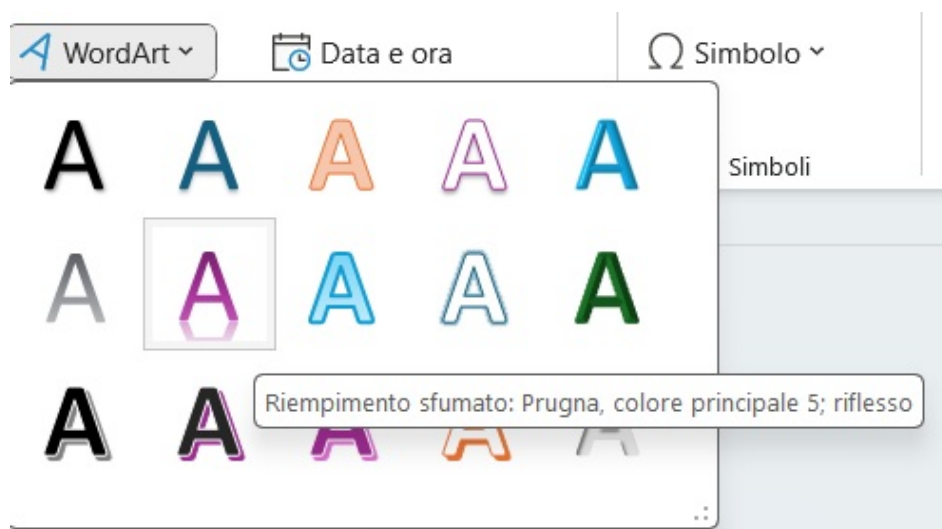 WordArt
Data e ora
Simbolo
Simboli
A A A A A
A A A A A
Riempimento sfumato: Prugna, colore principale 5; riflesso
A A A A A